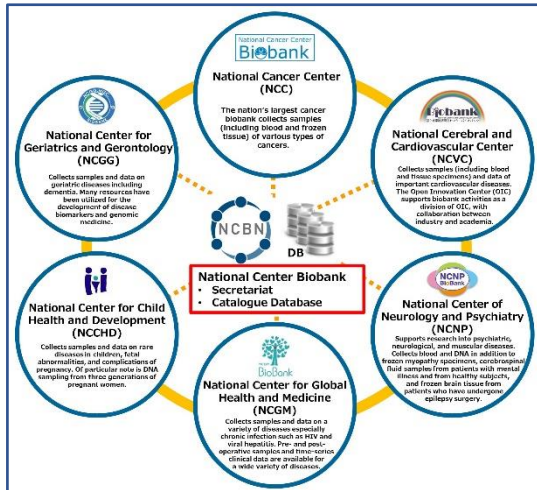 National Cancer Center
Biobank
National Cancer Center
(NCC)
The nation's largest cancer
biobank collects samples
(including blood and frozen
tissue) of various types of
cancers.
National Center for
Geriatrics and Gerontology
(NCGG)
Collects samples and data on
geriatric diseases including
dementia. Many resources have
been utilized for the
development of disease
biomarkers and genomic
medicine.
Biobank
National Cerebral and
Cardiovascular Center
(NCVC)
Collects samples (including blood
and tissue specimens) and data of
important cardiovascular diseases.
The Open Innovation Center (OIC)
supports biobank activities as a
division of OIC, with
collaboration between
industry and academia.
NCBN
DB
National Center Biobank
• Secretariat
• Catalogue Database
National Center for Child
Health and Development
(NCCHD)
Collects samples and data on rare
diseases in children, fetal
abnormalities, and complications of
pregnancy. Of particular note is DNA
sampling from three generations of
pregnant women.
NCNP
BioBank
National Center of
Neurology and Psychiatry
(NCNP)
Supports research into psychiatric,
neurological, and muscular diseases.
Collects blood and DNA in addition to
frozen myopathy specimens, cerebrospinal
fluid samples from patients with mental
illness and from healthy subjects,
and frozen brain tissue from
patients who have undergone
epilepsy surgery.
BioBank
National Center for Global
Health and Medicine
(NCGM)
Collects samples and data on a
variety of diseases especially
chronic infection such as HIV and
viral hepatitis. Pre- and post-
operative samples and time-series
clinical data are available for
a wide variety of diseases.